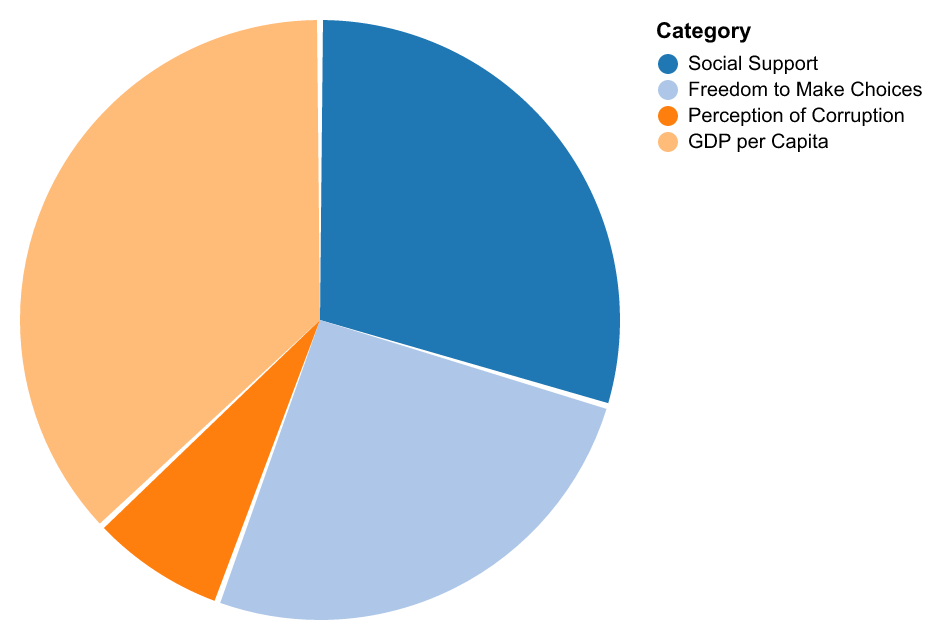 Category
Social Support
Freedom to Make Choices
Perception of Corruption
GDP per Capita